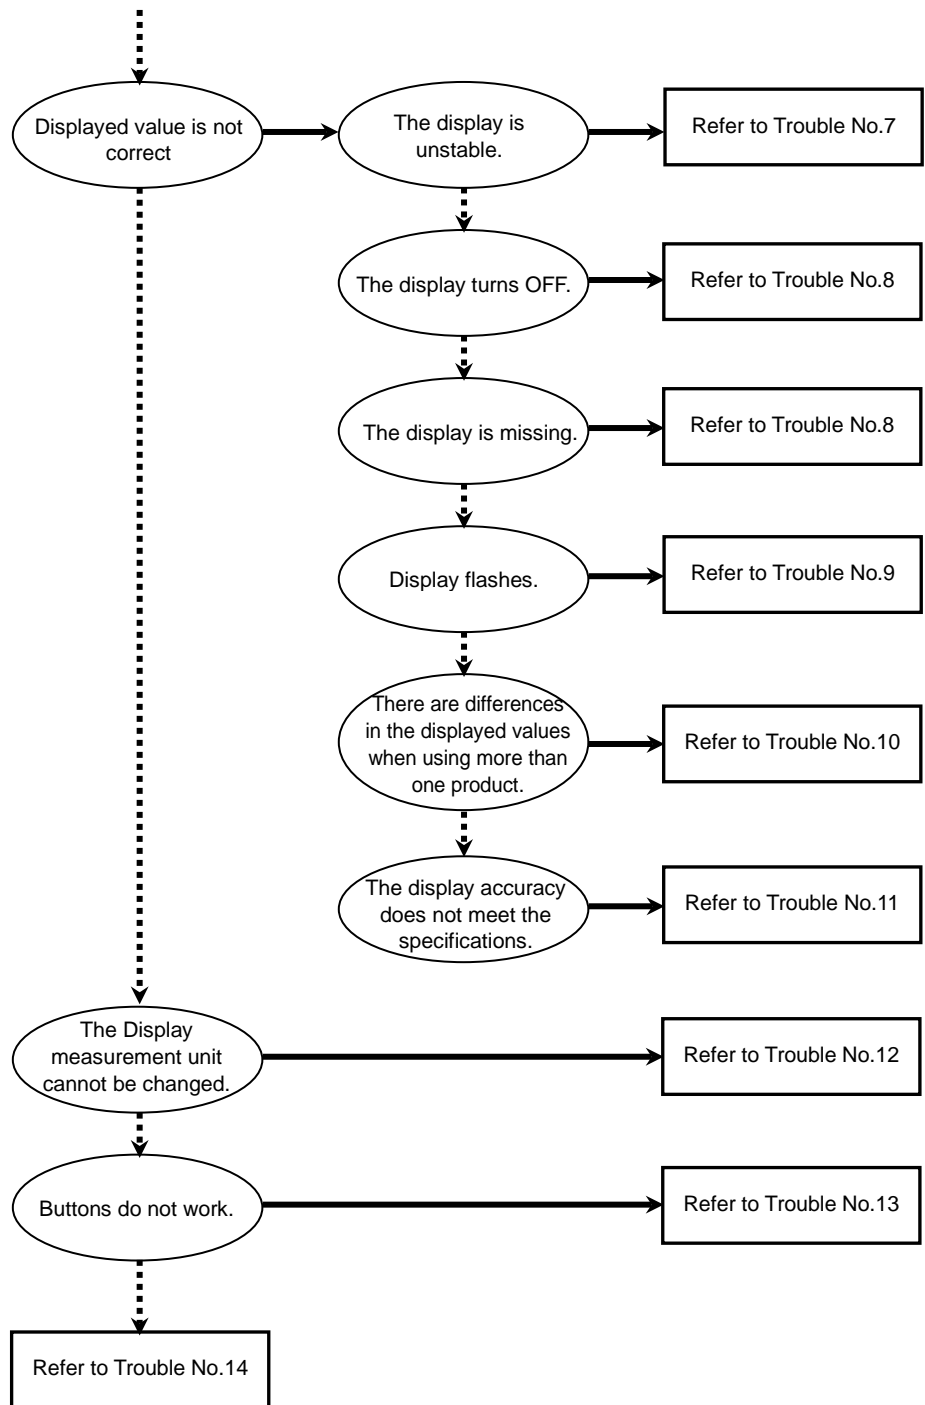 Displayed value is not
correct
The display is
unstable.
Refer to Trouble No.7
The display turns OFF.
Refer to Trouble No.8
The display is missing.
Refer to Trouble No.8
Display flashes.
Refer to Trouble No.9
There are differences
in the displayed values
when using more than
one product.
Refer to Trouble No.10
The display accuracy
does not meet the
specifications.
Refer to Trouble No.11
The Display
measurement unit
cannot be changed.
Refer to Trouble No.12
Buttons do not work.
Refer to Trouble No.13
Refer to Trouble No.14